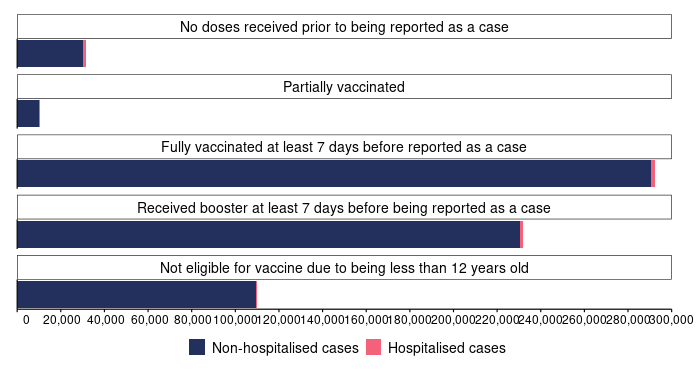 No doses received prior to being reported as a case
Partially vaccinated
Fully vaccinated at least 7 days before reported as a case
Received booster at least 7 days before being reported as a case
Not eligible for vaccine due to being less than 12 years old
0 20,000 40,000 60,000 80,000 100,000 120,000 140,000 160,000 180,000 200,000 220,000 240,000 260,000 280,000 300,000
Non-hospitalised cases Hospitalised cases